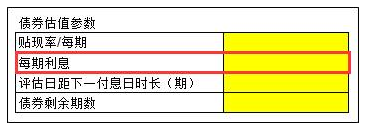 债券估值参数
贴现率/每期
每期利息
评估日距下一付息日时长（期）
债券剩余期数